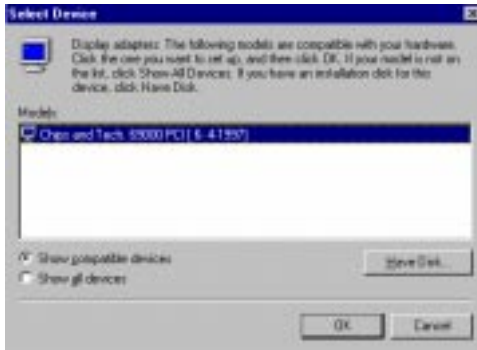 Select Device
Display adapters: The following models are compatible with your hardware.
Click the one you want to set up, and then click OK. If your model is not on
the list, click Show All Devices. If you have an installation disk for this
device, click Have Disk.
Models:
Chips and Tech. 69000 PCI [ 6- 4-1997]
Show compatible devices
Have Disk...
Show all devices
OK
Cancel